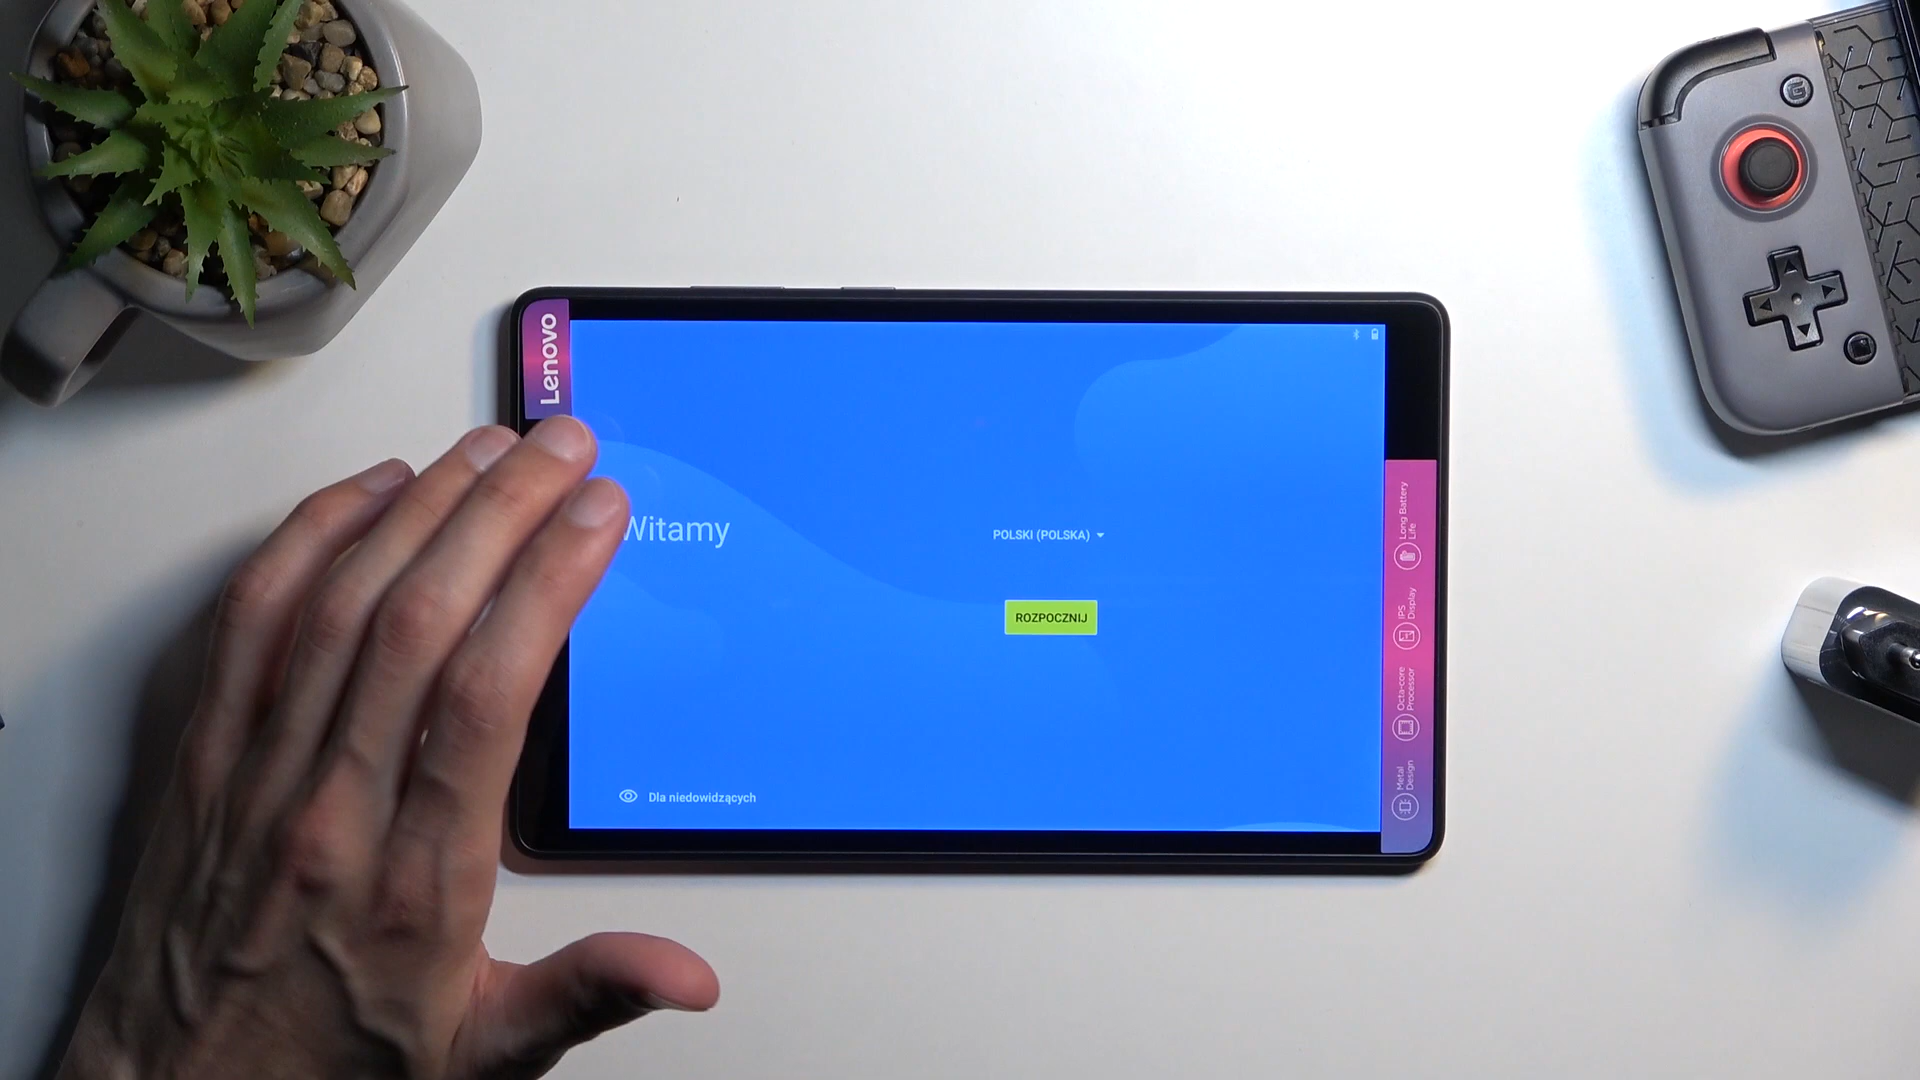 Lenovo
Witamy
POLSKI (POLSKA)
ROZPOCZNIJ
Dla niedowidzących
Long Battery
Life
IPS
Display
Octa-core
Processor
Metal
Design